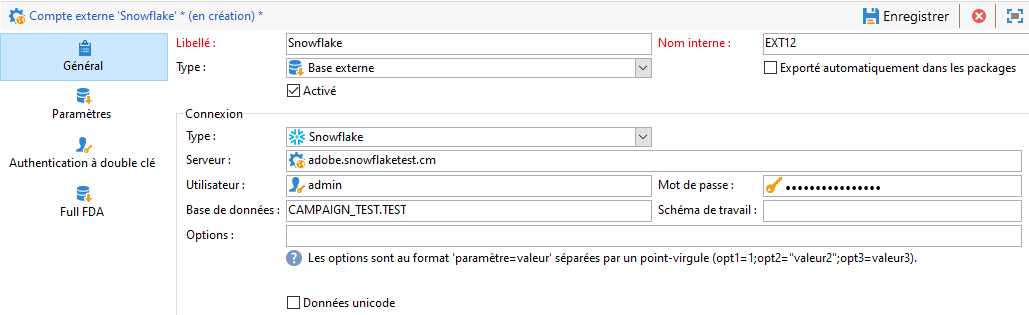 Compte externe 'Snowflake' * (en création) *
Enregistrer
Général
Paramètres
Authentication à double clé
Full FDA
Libellé : Snowflake Nom interne : EXT12
Type : Base externe Exporté automatiquement dans les packages
Activé
Connexion
Type : Snowflake
Serveur : adobe.snowflaketest.cm
Utilisateur : admin Mot de passe : ••••••••••••••••
Base de données : CAMPAIGN_TEST.TEST Schéma de travail :
Options :
? Les options sont au format 'paramètre=valeur' séparées par un point-virgule (opt1=1;opt2="valeur2";opt3=valeur3).
Données unicode